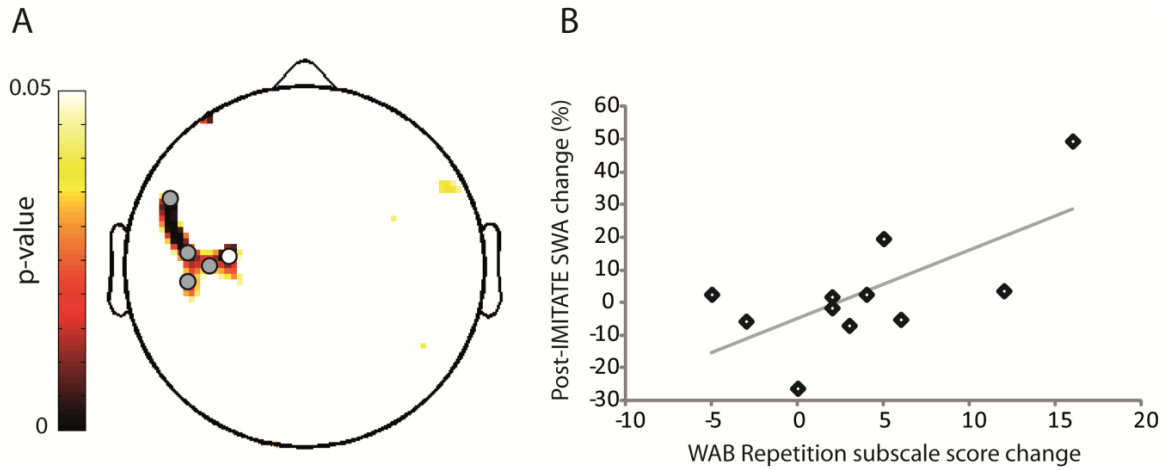 A
0.05
p-value
0
B
Post-IMITATE SWA change (%)
60
50
40
30
20
10
0
-10
-20
-30
-10 -5 0 5 10 15 20
WAB Repetition subscale score change